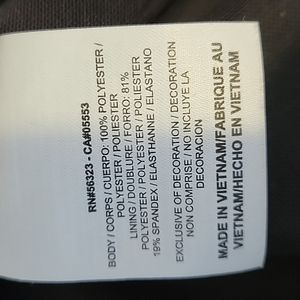 RN#56323 - CA#05553
BODY / CORPS / CUERPO: 100% POLYESTER /
POLYESTER / POLIESTER
LINING / DOUBLURE / FORRO: 81%
POLYESTER / POLYESTER / POLIESTER
19% SPANDEX / ELASTHANNE / ELASTANO
EXCLUSIVE OF DECORATION / DECORATION
NON COMPRISE / NO INCLUYE LA
DECORACION
MADE IN VIETNAM/FABRIQUE AU
VIETNAM/HECHO EN VIETNAM